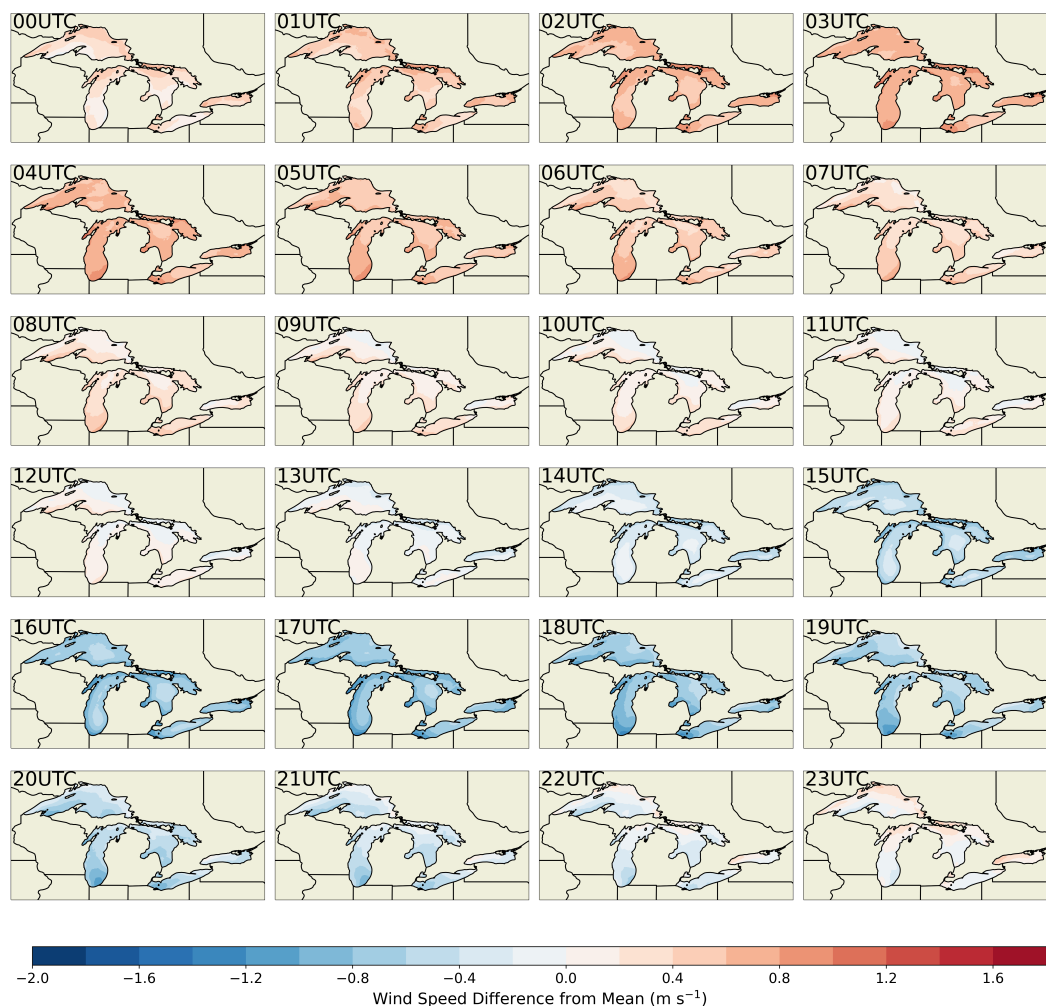 00UTC 01UTC 02UTC 03UTC
04UTC 05UTC 06UTC 07UTC
08UTC 09UTC 10UTC 11UTC
12UTC 13UTC 14UTC 15UTC
16UTC 17UTC 18UTC 19UTC
20UTC 21UTC 22UTC 23UTC
−2.0 −1.6 −1.2 −0.8 −0.4 0.0 0.4 0.8 1.2 1.6
Wind Speed Difference from Mean (m s⁻¹)